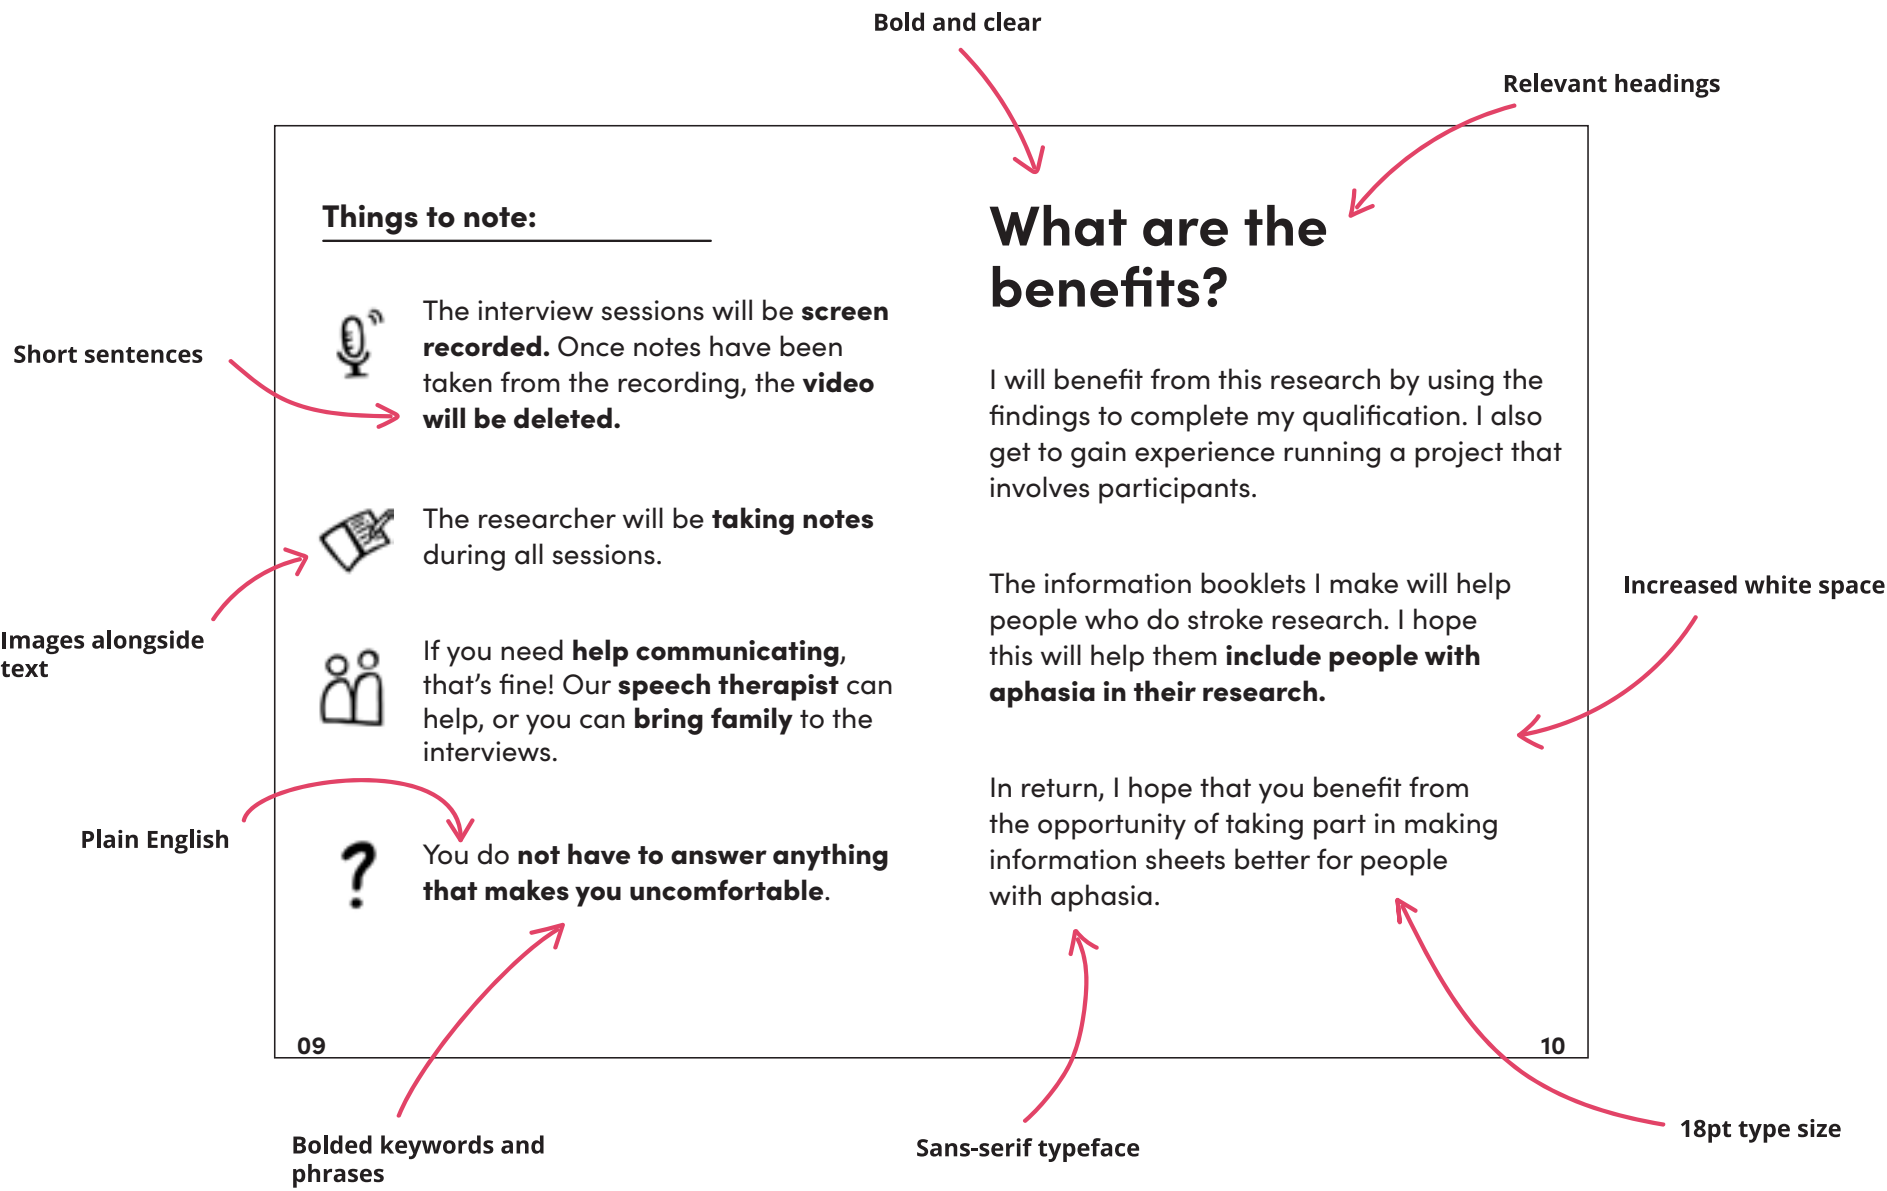 Bold and clear
Relevant headings
Things to note:
The interview sessions will be screen
recorded. Once notes have been
taken from the recording, the video
will be deleted.
The researcher will be taking notes
during all sessions.
If you need help communicating,
that's fine! Our speech therapist can
help, or you can bring family to the
interviews.
You do not have to answer anything
that makes you uncomfortable.
09
What are the
benefits?
I will benefit from this research by using the
findings to complete my qualification. I also
get to gain experience running a project that
involves participants.
The information booklets I make will help
people who do stroke research. I hope
this will help them include people with
aphasia in their research.
In return, I hope that you benefit from
the opportunity of taking part in making
information sheets better for people
with aphasia.
10
Short sentences
Images alongside
text
Plain English
Increased white space
Bolded keywords and
phrases
Sans-serif typeface
18pt type size